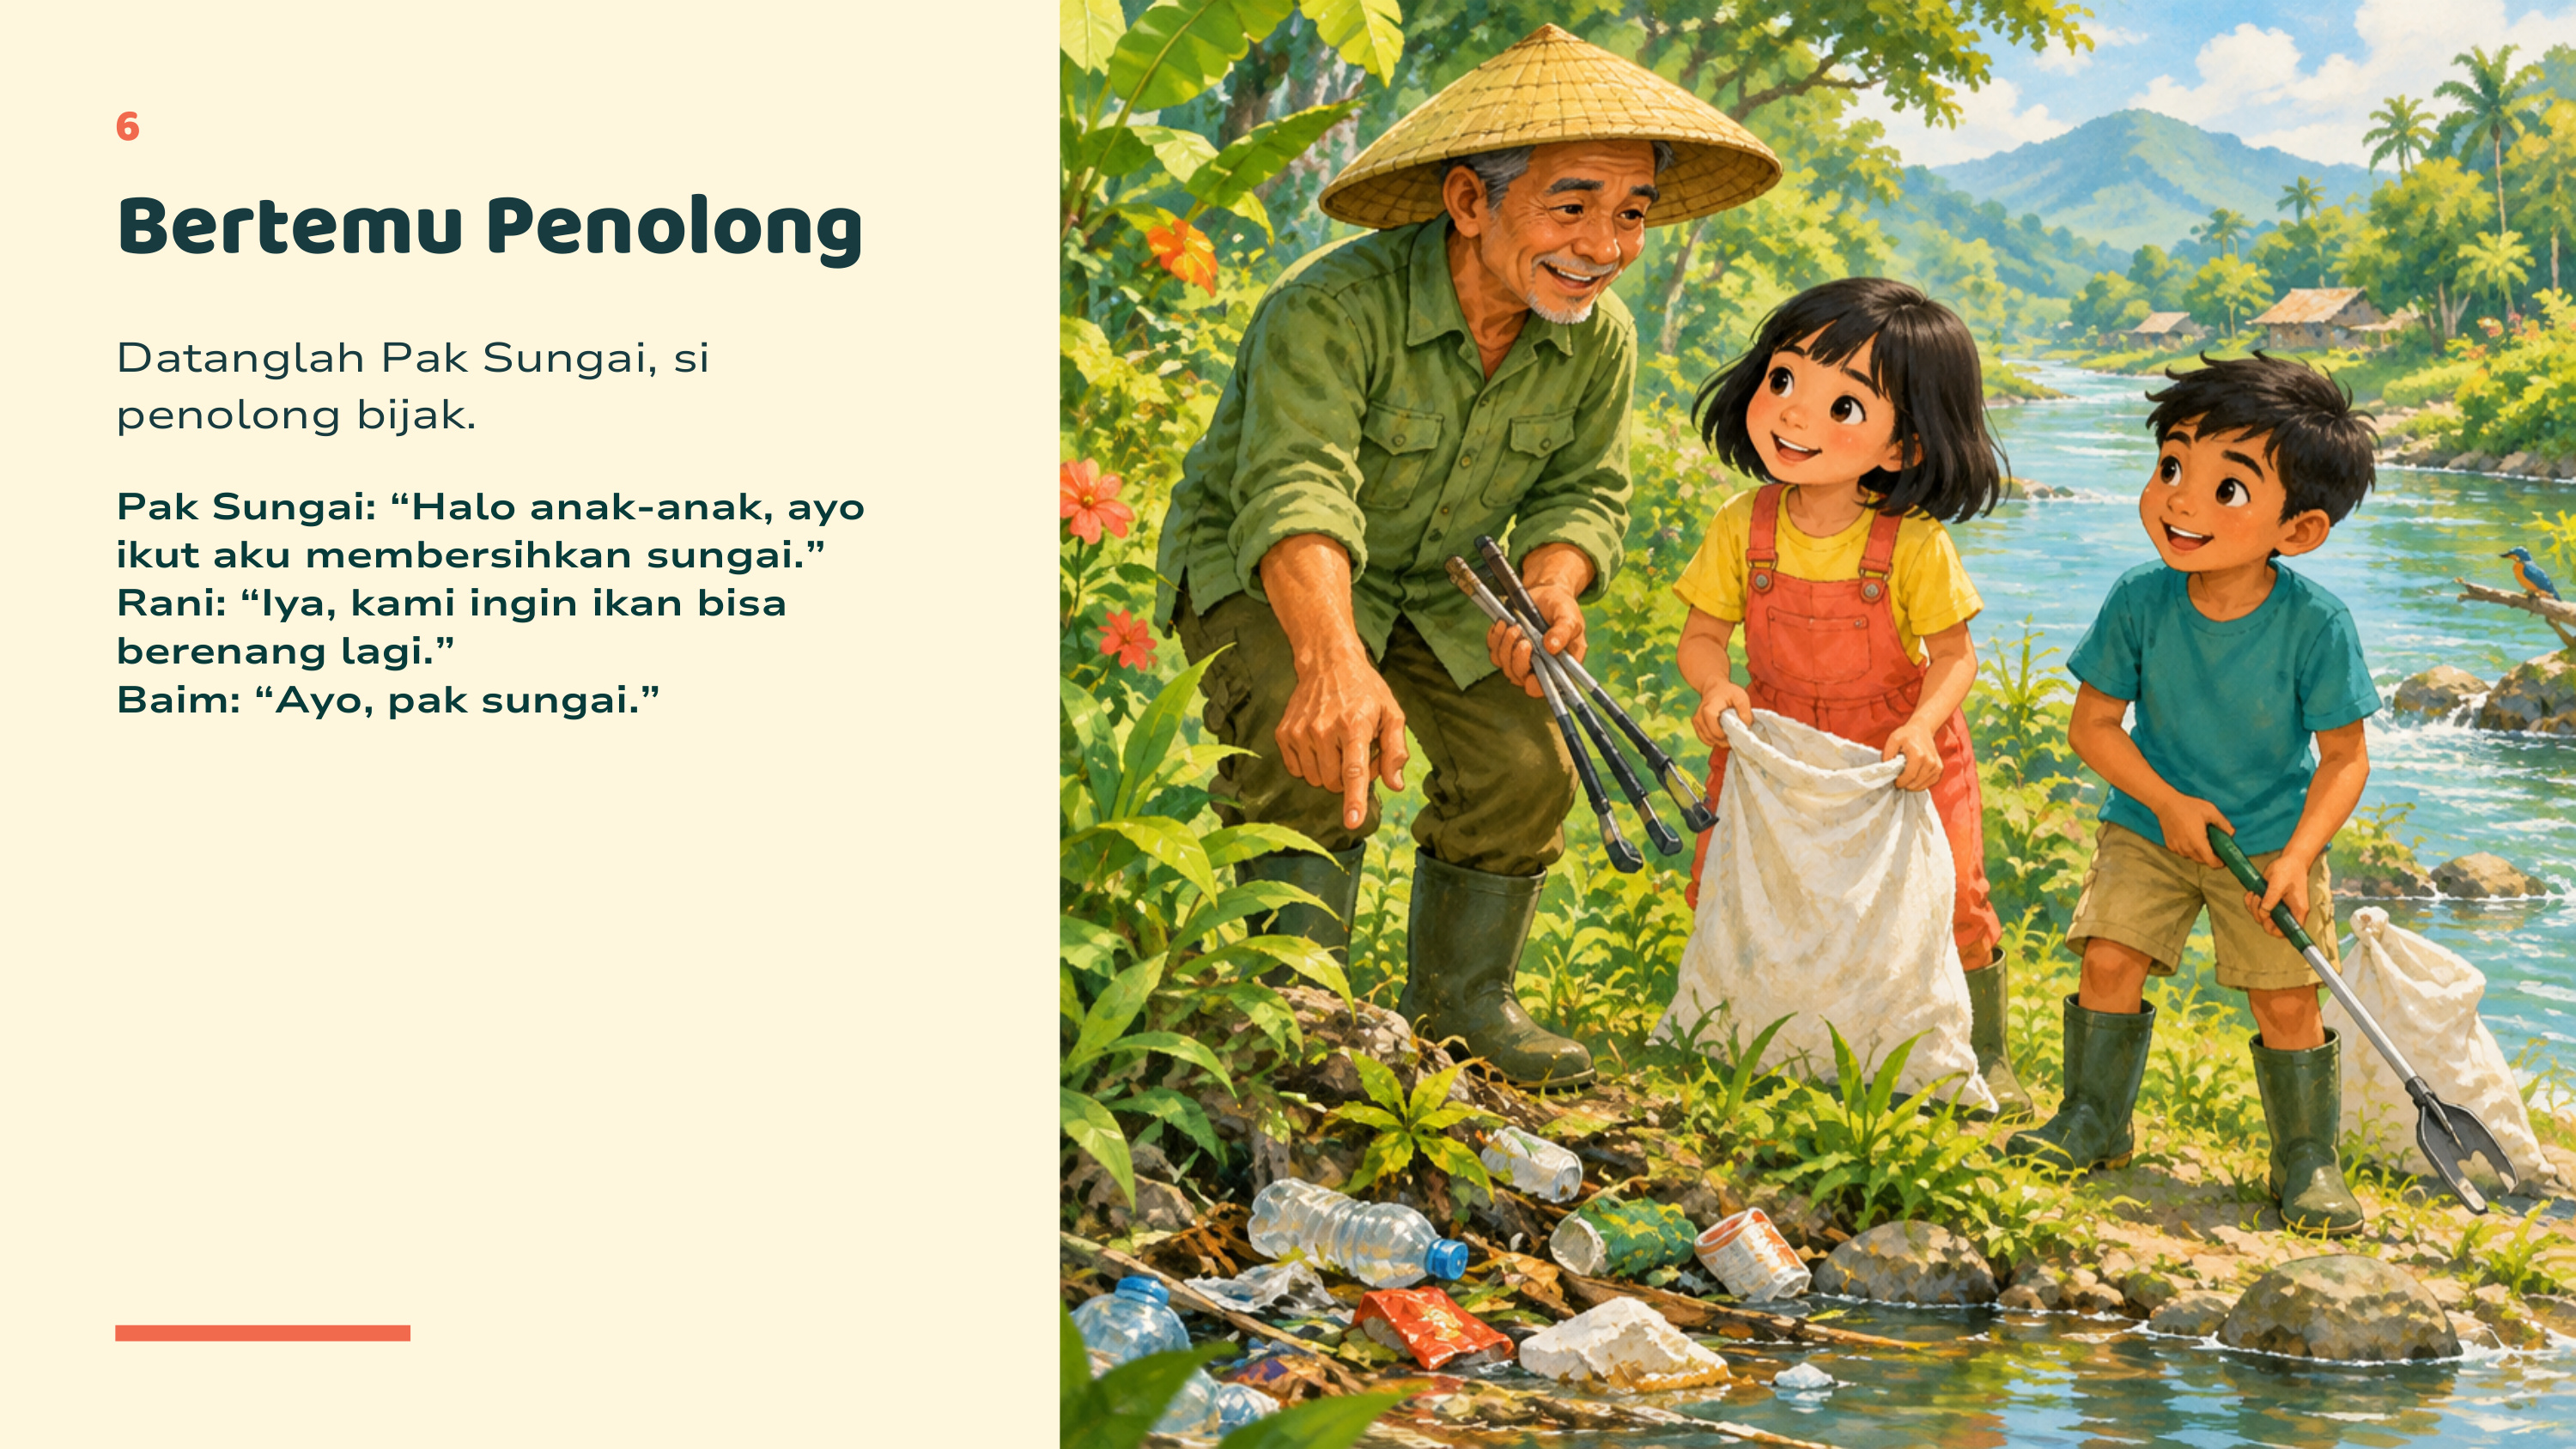 6
Bertemu Penolong
Datanglah Pak Sungai, si
penolong bijak.
Pak Sungai: “Halo anak-anak, ayo
ikut aku membersihkan sungai.”
Rani: “Iya, kami ingin ikan bisa
berenang lagi.”
Baim: “Ayo, pak sungai.”